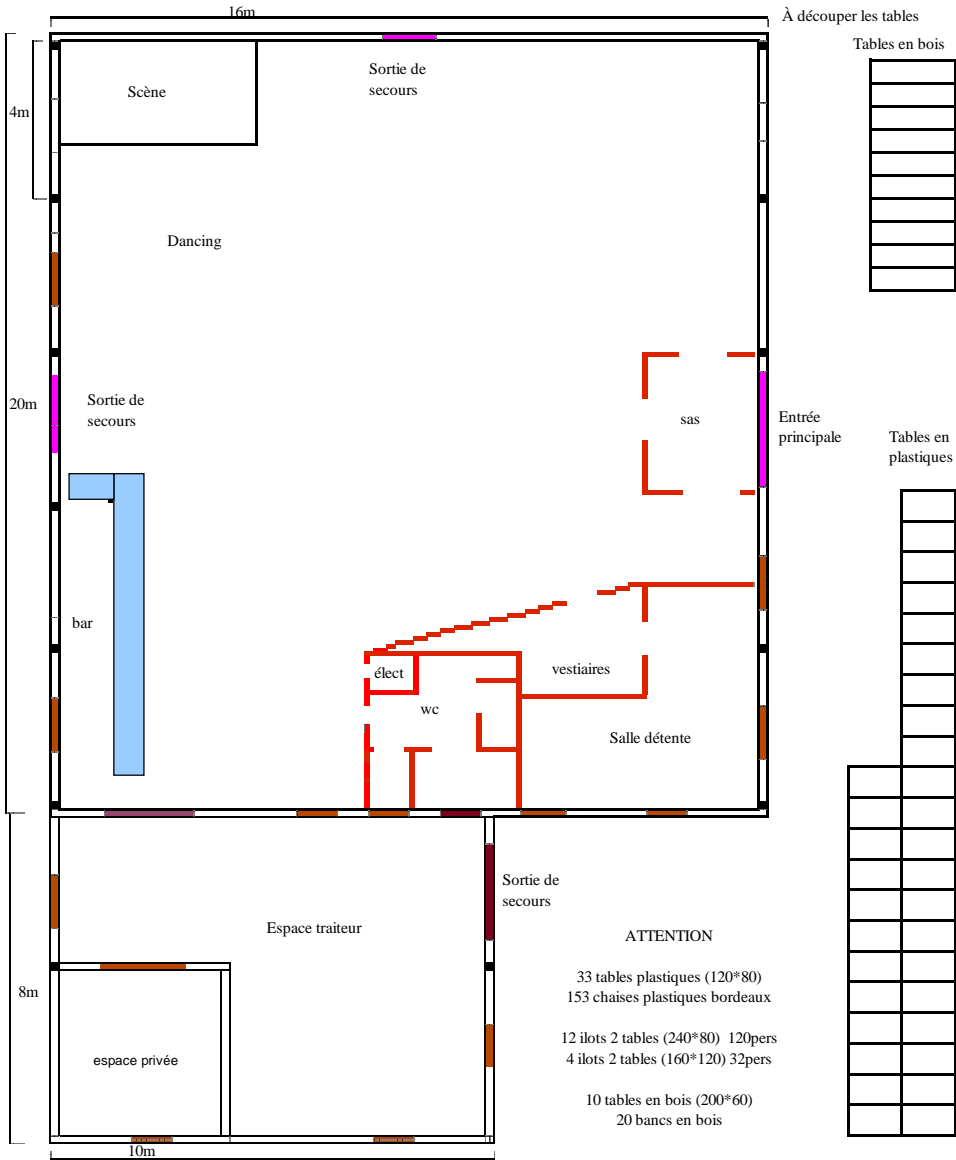 16m
À découper les tables
Tables en bois
Sortie de
secours
Scène
4m
Dancing
20m
Sortie de
secours
sas
Entrée
principale
Tables en
plastiques
bar
élect
vestiaires
wc
Salle détente
Sortie de
secours
Espace traiteur
ATTENTION
33 tables plastiques (120*80)
153 chaises plastiques bordeaux
12 ilots 2 tables (240*80) 120pers
4 ilots 2 tables (160*120) 32pers
10 tables en bois (200*60)
20 bancs en bois
8m
espace privée
10m